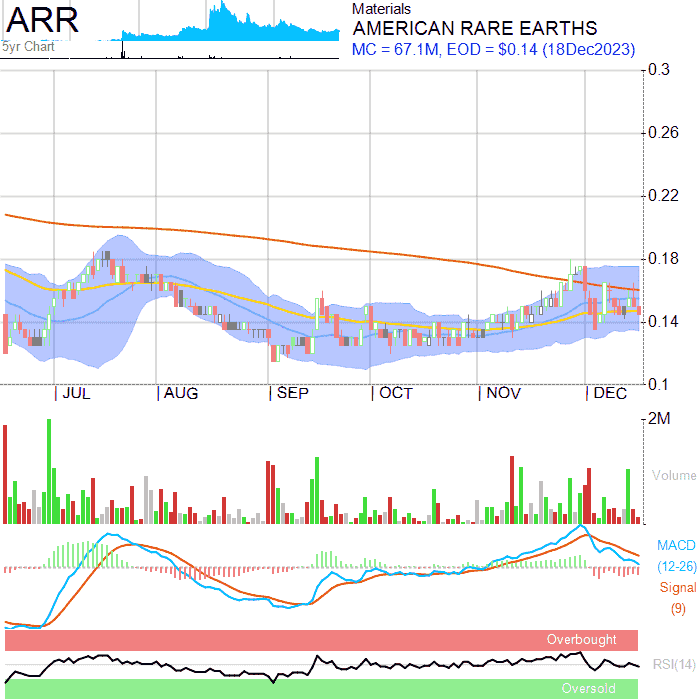 ARR
5yr Chart
Materials
AMERICAN RARE EARTHS
MC = 67.1M, EOD = $0.14 (18Dec2023)
0.3
0.26
0.22
0.18
0.14
0.1
JUL AUG SEP OCT NOV DEC
2M
Volume
MACD
(12-26)
Signal
(9)
Overbought
RSI(14)
Oversold